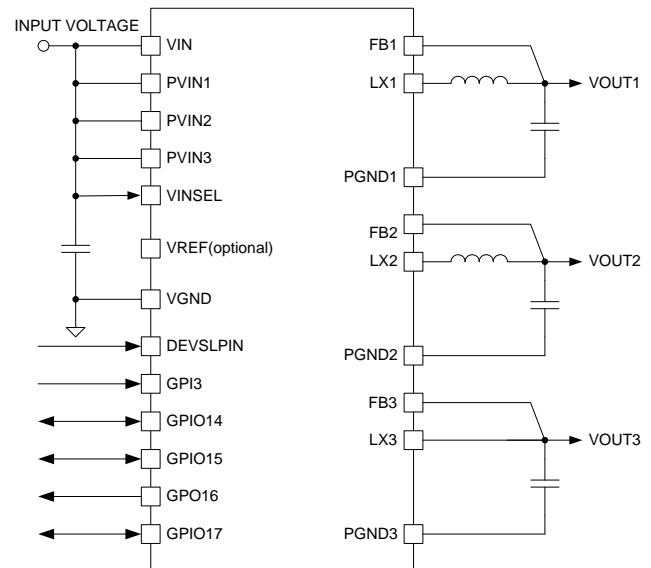 INPUT VOLTAGE
VIN
PVIN1
PVIN2
PVIN3
VINSEL
VREF(optional)
VGND
DEVSLPIN
GPI3
GPIO14
GPIO15
GPO16
GPIO17
FB1
LX1
VOUT1
PGND1
FB2
LX2
VOUT2
PGND2
FB3
LX3
VOUT3
PGND3